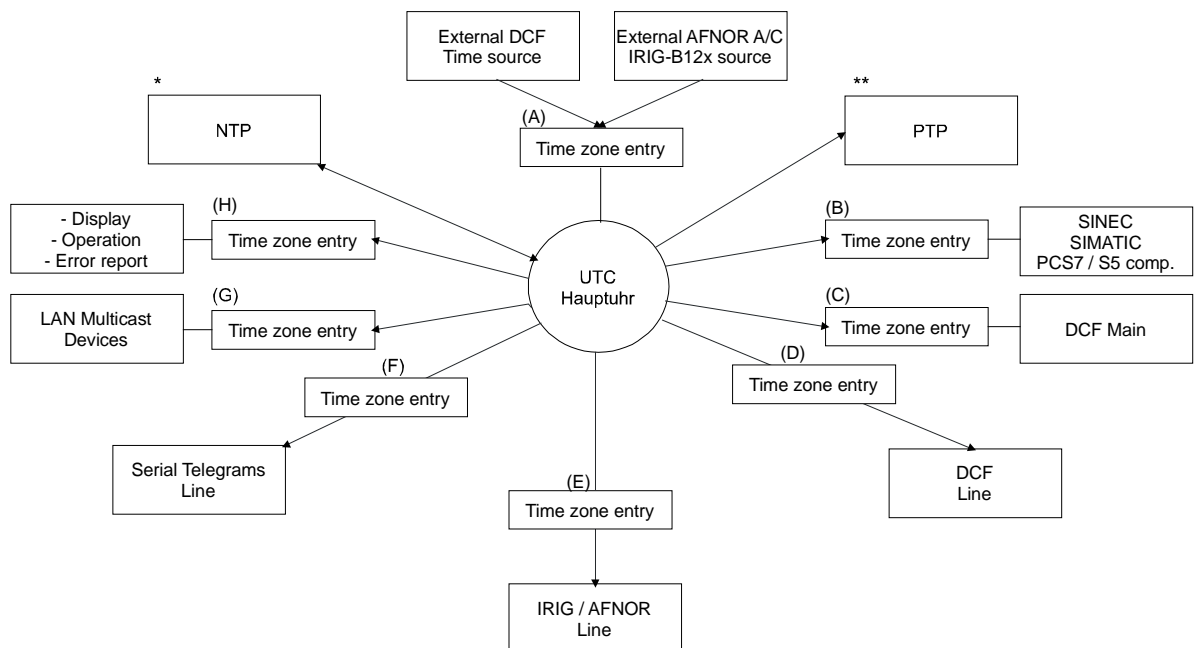 External DCF
Time source
External AFNOR A/C
IRIG-B12x source
*
NTP
**
PTP
(A)
Time zone entry
(H)
Time zone entry
- Display
- Operation
- Error report
(B)
Time zone entry
SINEC
SIMATIC
PCS7 / S5 comp.
UTC
Hauptuhr
(G)
Time zone entry
LAN Multicast
Devices
(C)
Time zone entry
DCF Main
(F)
Time zone entry
(D)
Time zone entry
Serial Telegrams
Line
DCF
Line
(E)
Time zone entry
IRIG / AFNOR
Line